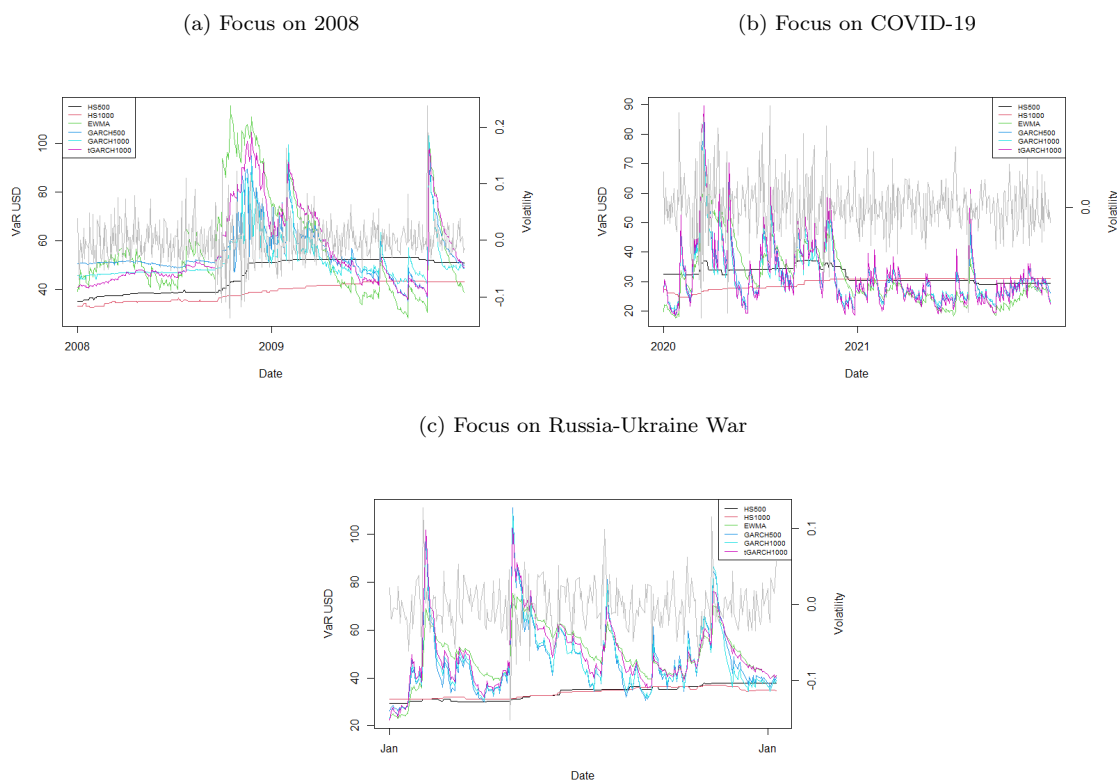 (a) Focus on 2008
HS500
HS1000
EWMA
GARCH500
GARCH1000
tGARCH1000
40 60 80 100
VaR USD
-0.1 0.0 0.1 0.2
Volatility
2008 2009
Date
(b) Focus on COVID-19
HS500
HS1000
EWMA
GARCH500
GARCH1000
tGARCH1000
20 30 40 50 60 70 80 90
VaR USD
0.0
Volatility
2020 2021
Date
(c) Focus on Russia-Ukraine War
HS500
HS1000
EWMA
GARCH500
GARCH1000
tGARCH1000
20 40 60 80 100
VaR USD
-0.1 0.0 0.1
Volatility
Jan Jan
Date